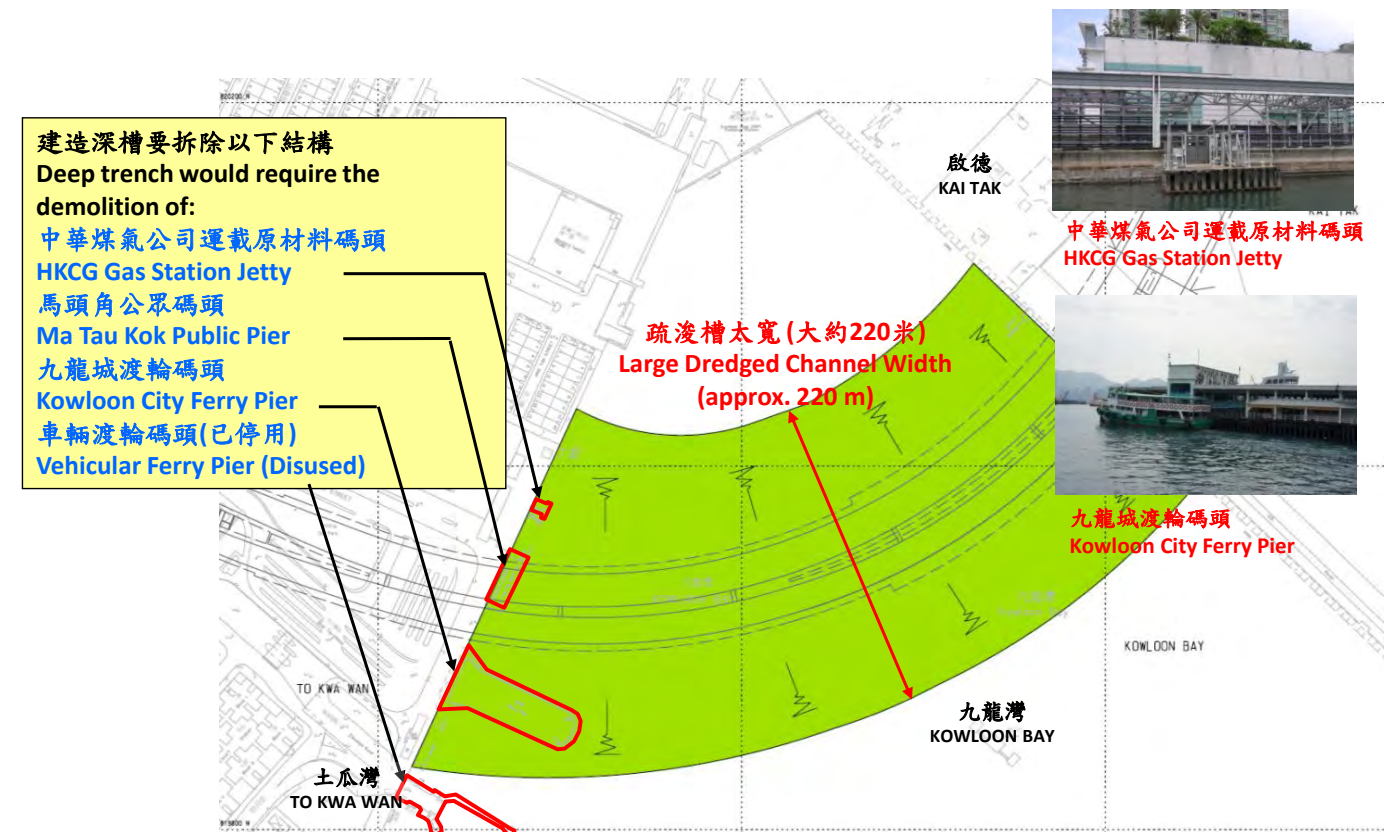 建造深槽要拆除以下結構
Deep trench would require the
demolition of:
中華煤氣公司運載原材料碼頭
HKCG Gas Station Jetty
馬頭角公眾碼頭
Ma Tau Kok Public Pier
九龍城渡輪碼頭
Kowloon City Ferry Pier
車輛渡輪碼頭(已停用)
Vehicular Ferry Pier (Disused)
820200 N
啟德
KAI TAK
KAI TAK
中華煤氣公司運載原材料碼頭
HKCG Gas Station Jetty
疏浚槽太寬 (大約220米)
Large Dredged Channel Width
(approx. 220 m)
九龍城渡輪碼頭
Kowloon City Ferry Pier
KOWLOON BAY
九龍灣
KOWLOON BAY
TO KWA WAN
土瓜灣
TO KWA WAN
819800 N